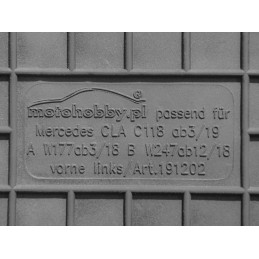 motohobby.pl® passend für
Mercedes CLA C118 ab3/19
A W177ab3/18 B W247ab12/18
vorne links/Art.191202